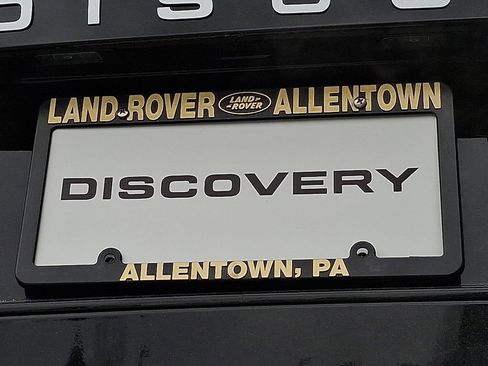 LAND ROVER LAND-ROVER ALLENTOWN
DISCOVERY
ALLENTOWN, PA